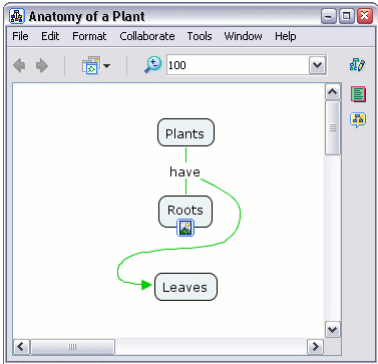 Anatomy of a Plant
File Edit Format Collaborate Tools Window Help
100
Plants
have
Roots
Leaves